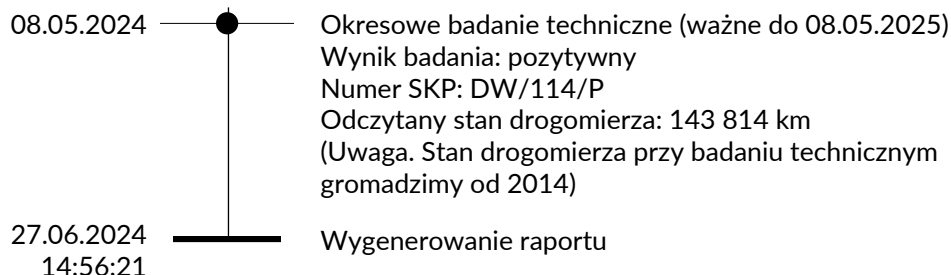 08.05.2024
Okresowe badanie techniczne (ważne do 08.05.2025)
Wynik badania: pozytywny
Numer SKP: DW/114/P
Odczytany stan drogomierza: 143 814 km
(Uwaga. Stan drogomierza przy badaniu technicznym
gromadzimy od 2014)
27.06.2024
14:56:21
Wygenerowanie raportu